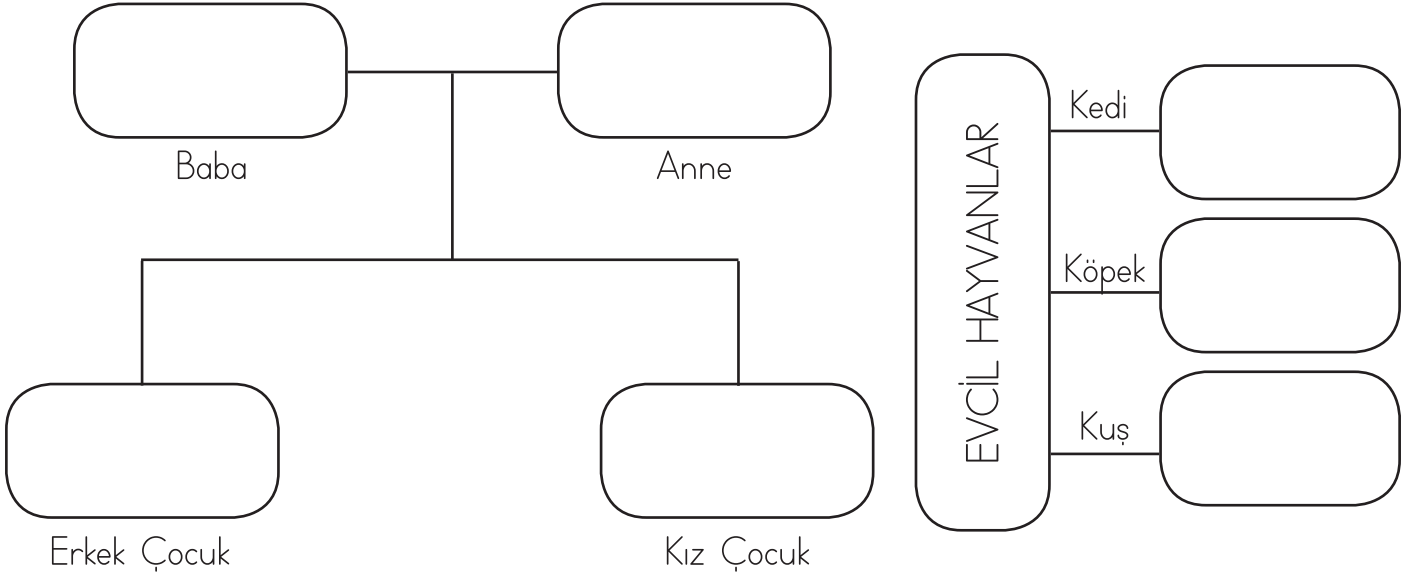 Baba
Anne
Erkek Çocuk
Kız Çocuk
EVCİL HAYVANLAR
Kedi
Köpek
Kuş